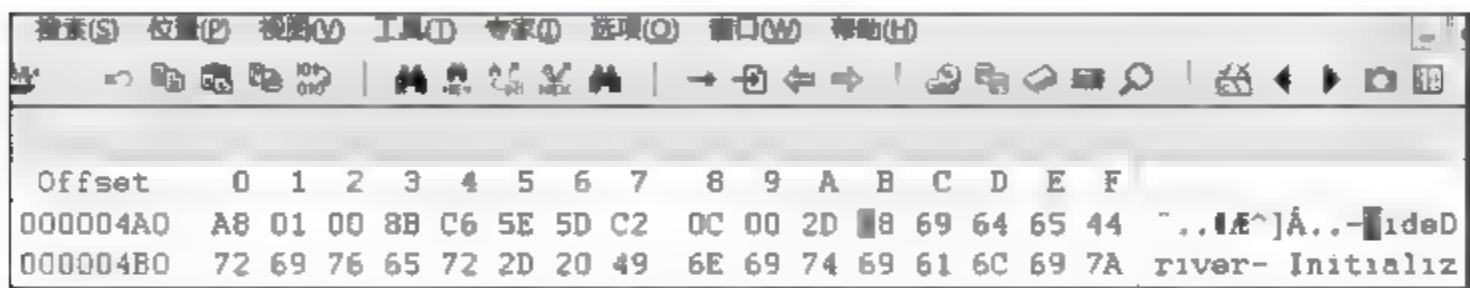 搜索(S) 位置(P) 视图(V) 工具(T) 专家(I) 选项(O) 窗口(W) 帮助(H)
Offset 0 1 2 3 4 5 6 7 8 9 A B C D E F
000004A0 A8 01 00 8B C6 5E 5D C2 0C 00 2D 8 69 64 65 44 ¨..Æ^]Â..-ideD
000004B0 72 69 76 65 72 2D 20 49 6E 69 74 69 61 6C 69 7A river- Initializ